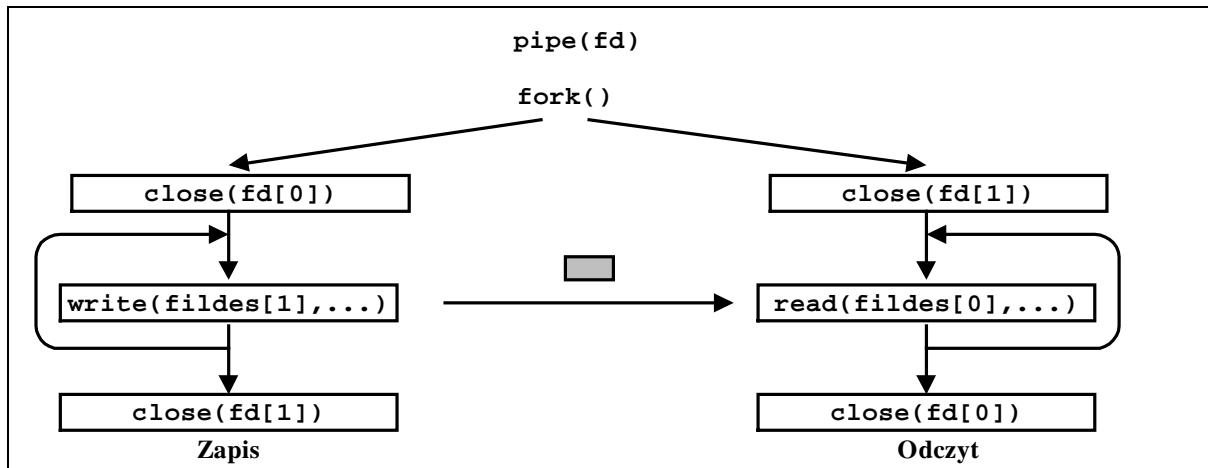 pipe(fd)
fork()
close(fd[0])
close(fd[1])
write(fildes[1],...)
read(fildes[0],...)
close(fd[1])
close(fd[0])
Zapis
Odczyt